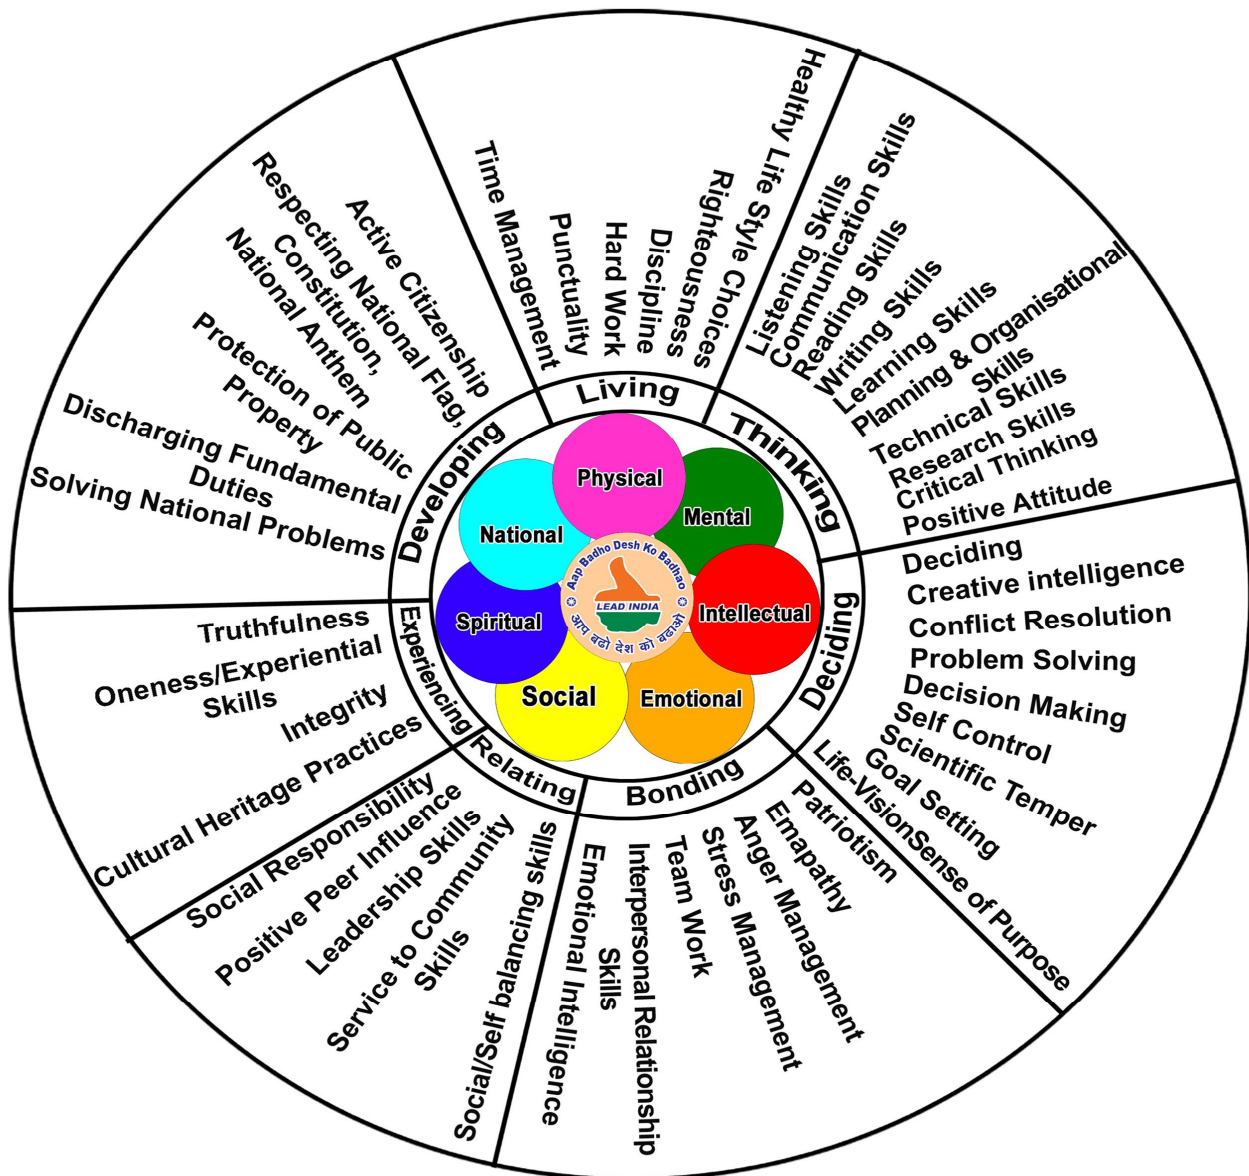 Living
Time Management
Punctuality
Hard Work
Discipline
Righteousness
Healthy Life Style Choices
Thinking
Listening Skills
Communication Skills
Reading Skills
Writing Skills
Learning Skills
Planning & Organisational
Skills
Technical Skills
Research Skills
Critical Thinking
Positive Attitude
Deciding
Deciding
Creative intelligence
Conflict Resolution
Problem Solving
Decision Making
Self Control
Scientific Temper
Goal Setting
Life-VisionSense of Purpose
Bonding
Patriotism
Emapathy
Anger Management
Stress Management
Team Work
Interpersonal Relationship
Skills
Emotional Intelligence
Relating
Social/Self balancing skills
Service to Community
Skills
Leadership Skills
Positive Peer Influence
Social Responsibility
Experiencing
Cultural Heritage Practices
Integrity
Oneness/Experiential
Skills
Truthfulness
Developing
Solving National Problems
Discharging Fundamental
Duties
Protection of Public
Property
Respecting National Flag,
Constitution,
National Anthem
Active Citizenship
Physical
Mental
Intellectual
Emotional
Social
Spiritual
National
Aap Badho Desh Ko Badhao
LEAD INDIA
आप बढो देश को बढाओ